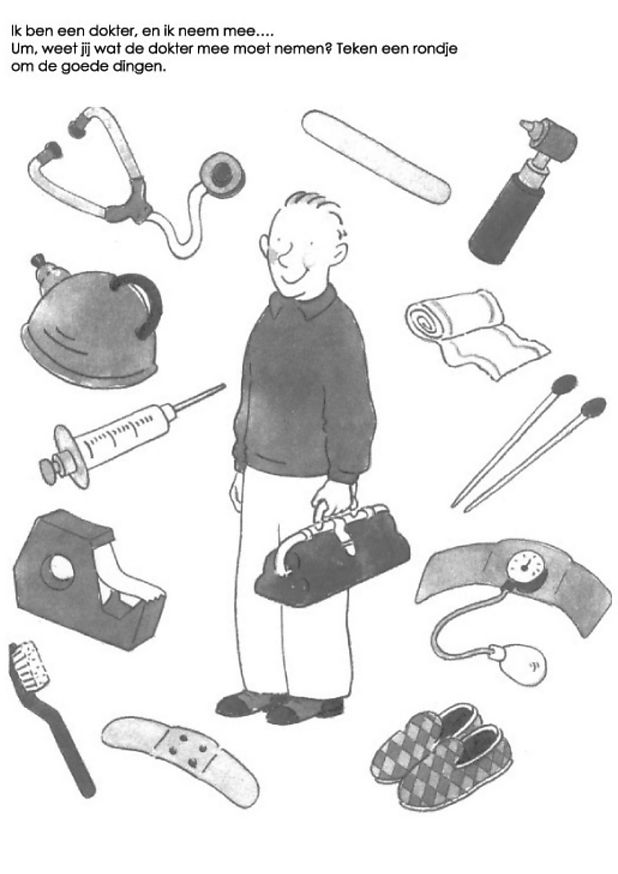 Ik ben een dokter, en ik neem mee....
Um, weet jij wat de dokter mee moet nemen? Teken een rondje
om de goede dingen.